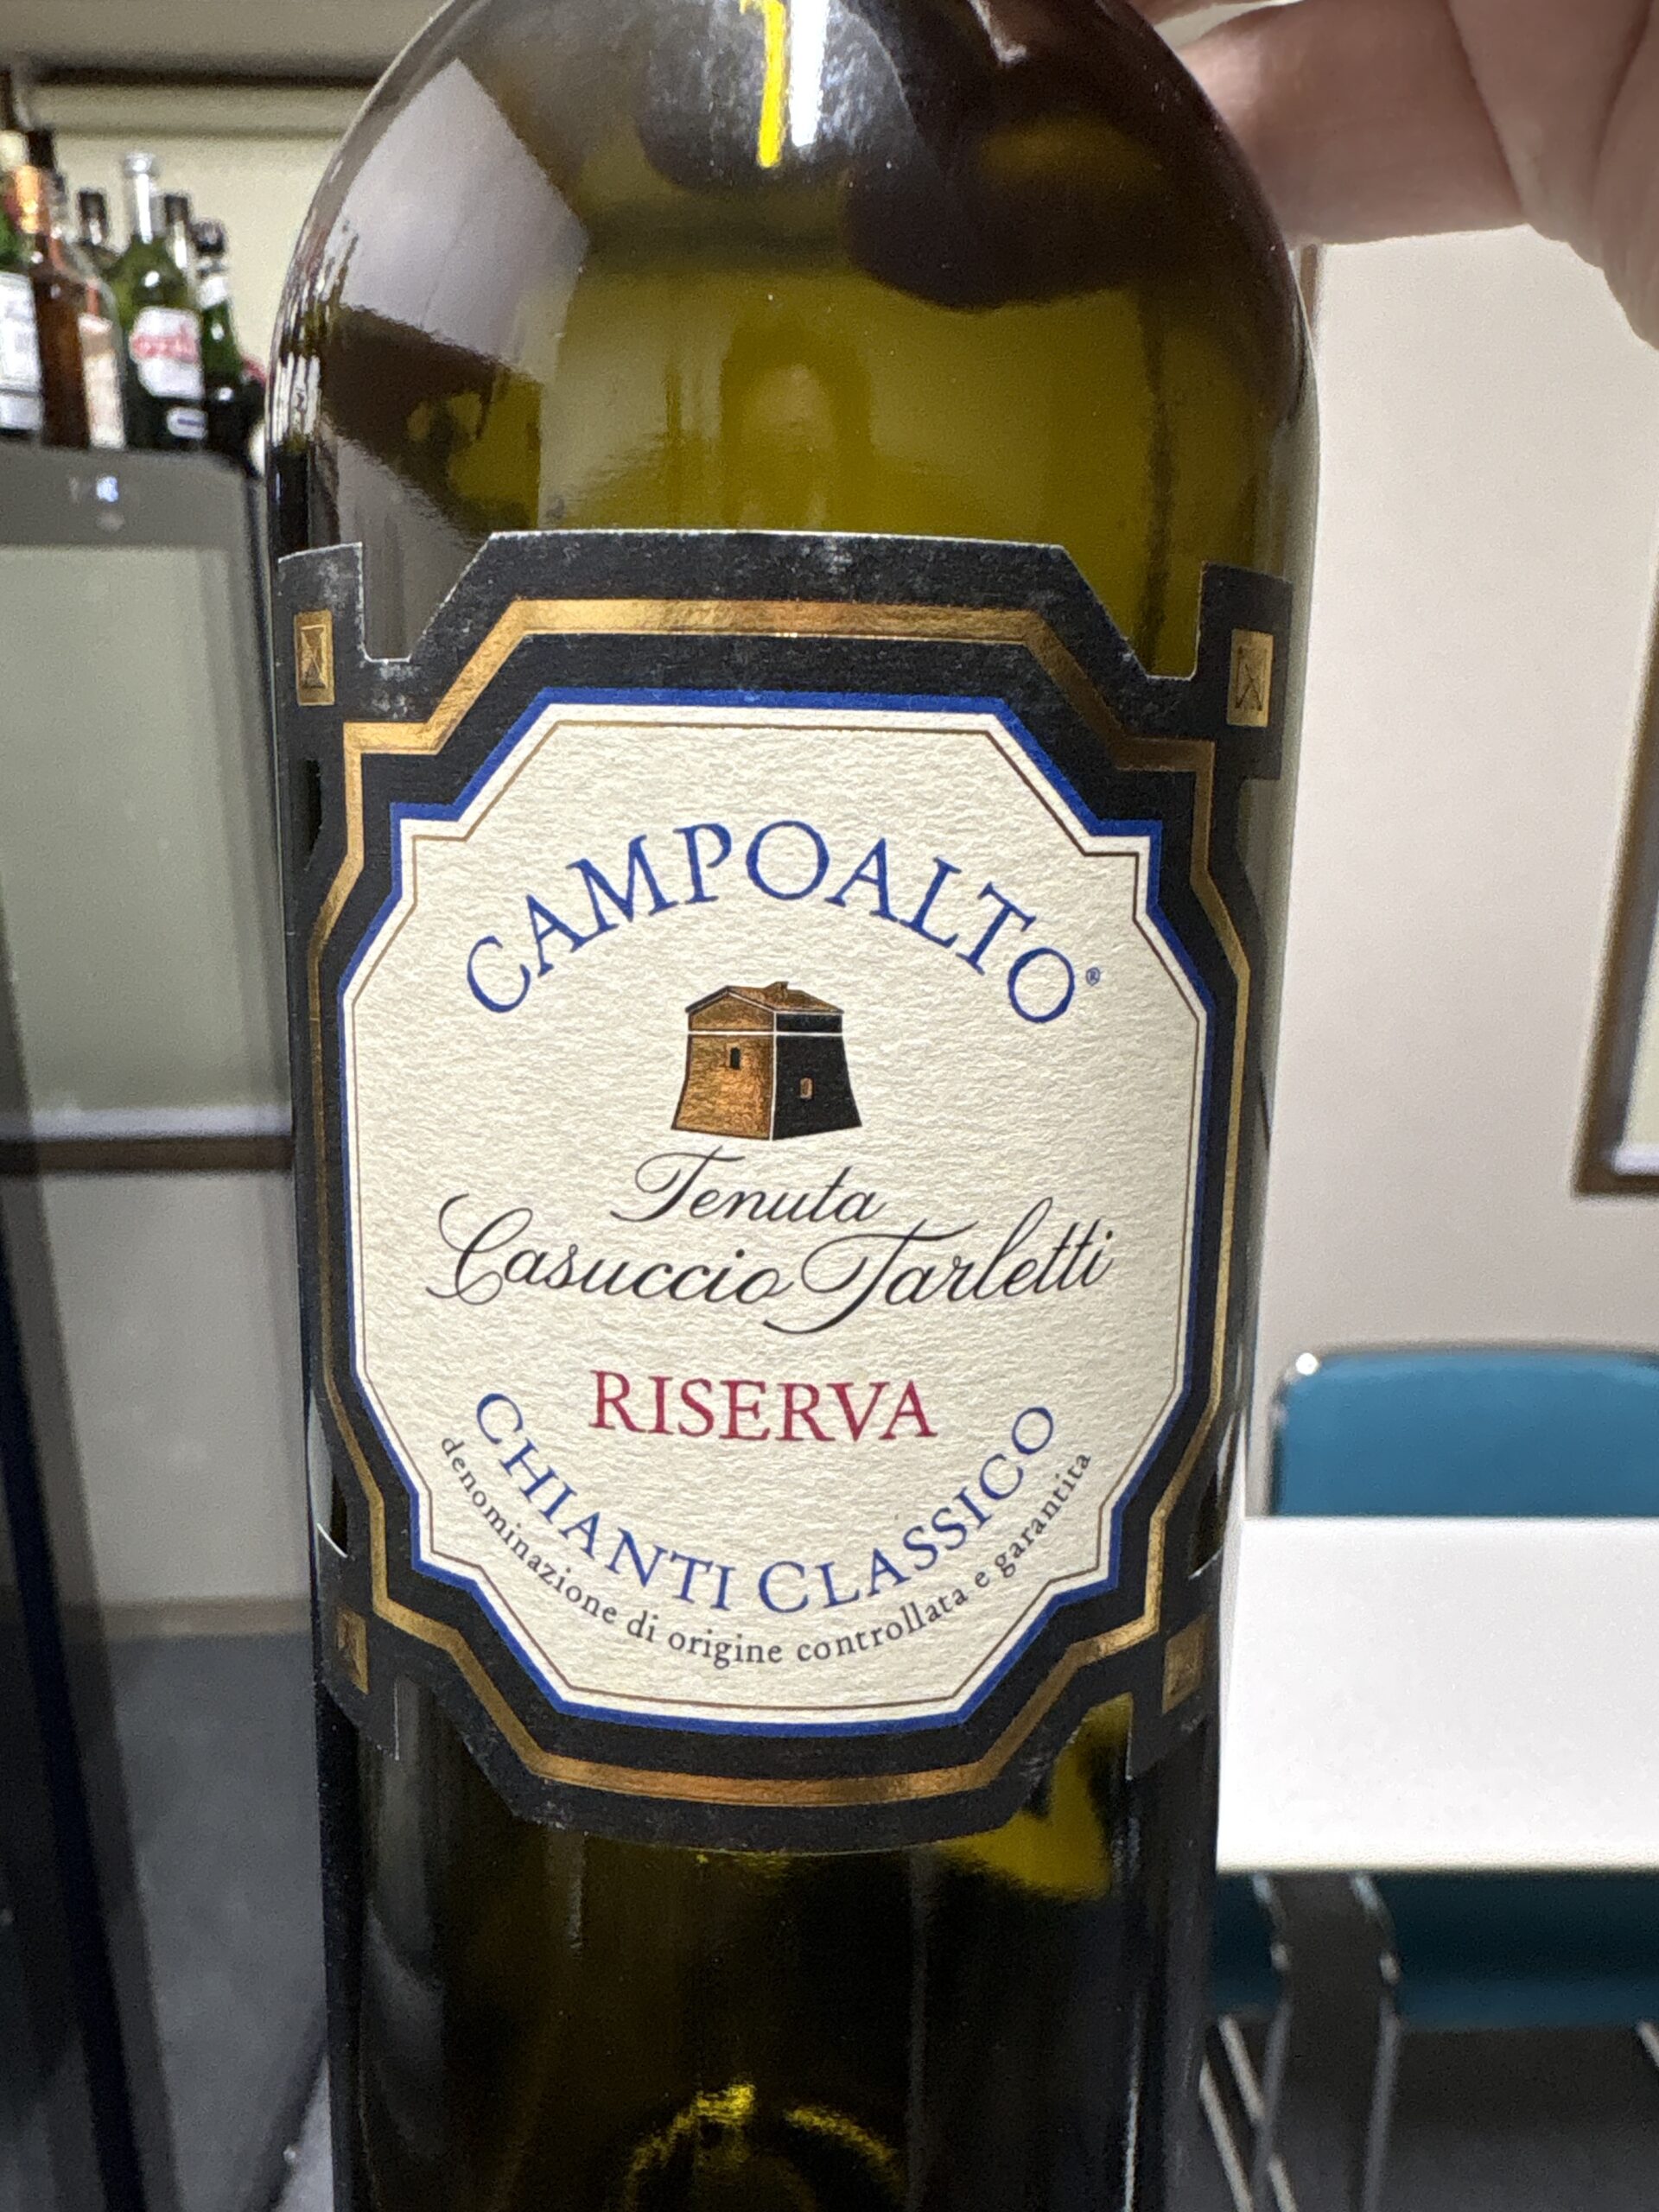 CAMPOALTO®
Tenuta
Casuccio Tarletti
RISERVA
CHIANTI CLASSICO
denominazione di origine controllata e garantita